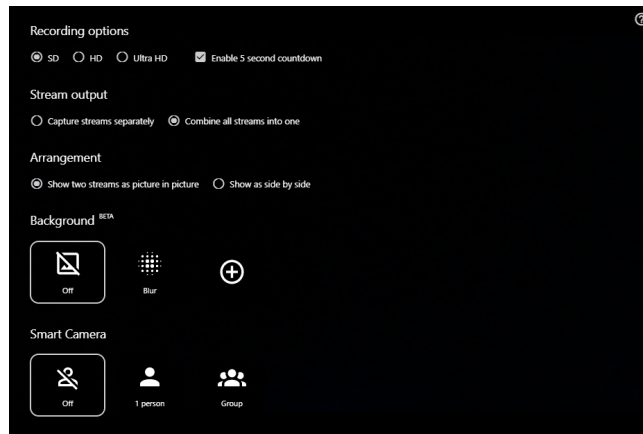 Recording options
SD HD Ultra HD Enable 5 second countdown
Stream output
Capture streams separately Combine all streams into one
Arrangement
Show two streams as picture in picture Show as side by side
Background BETA
Off Blur
Smart Camera
Off 1 person Group